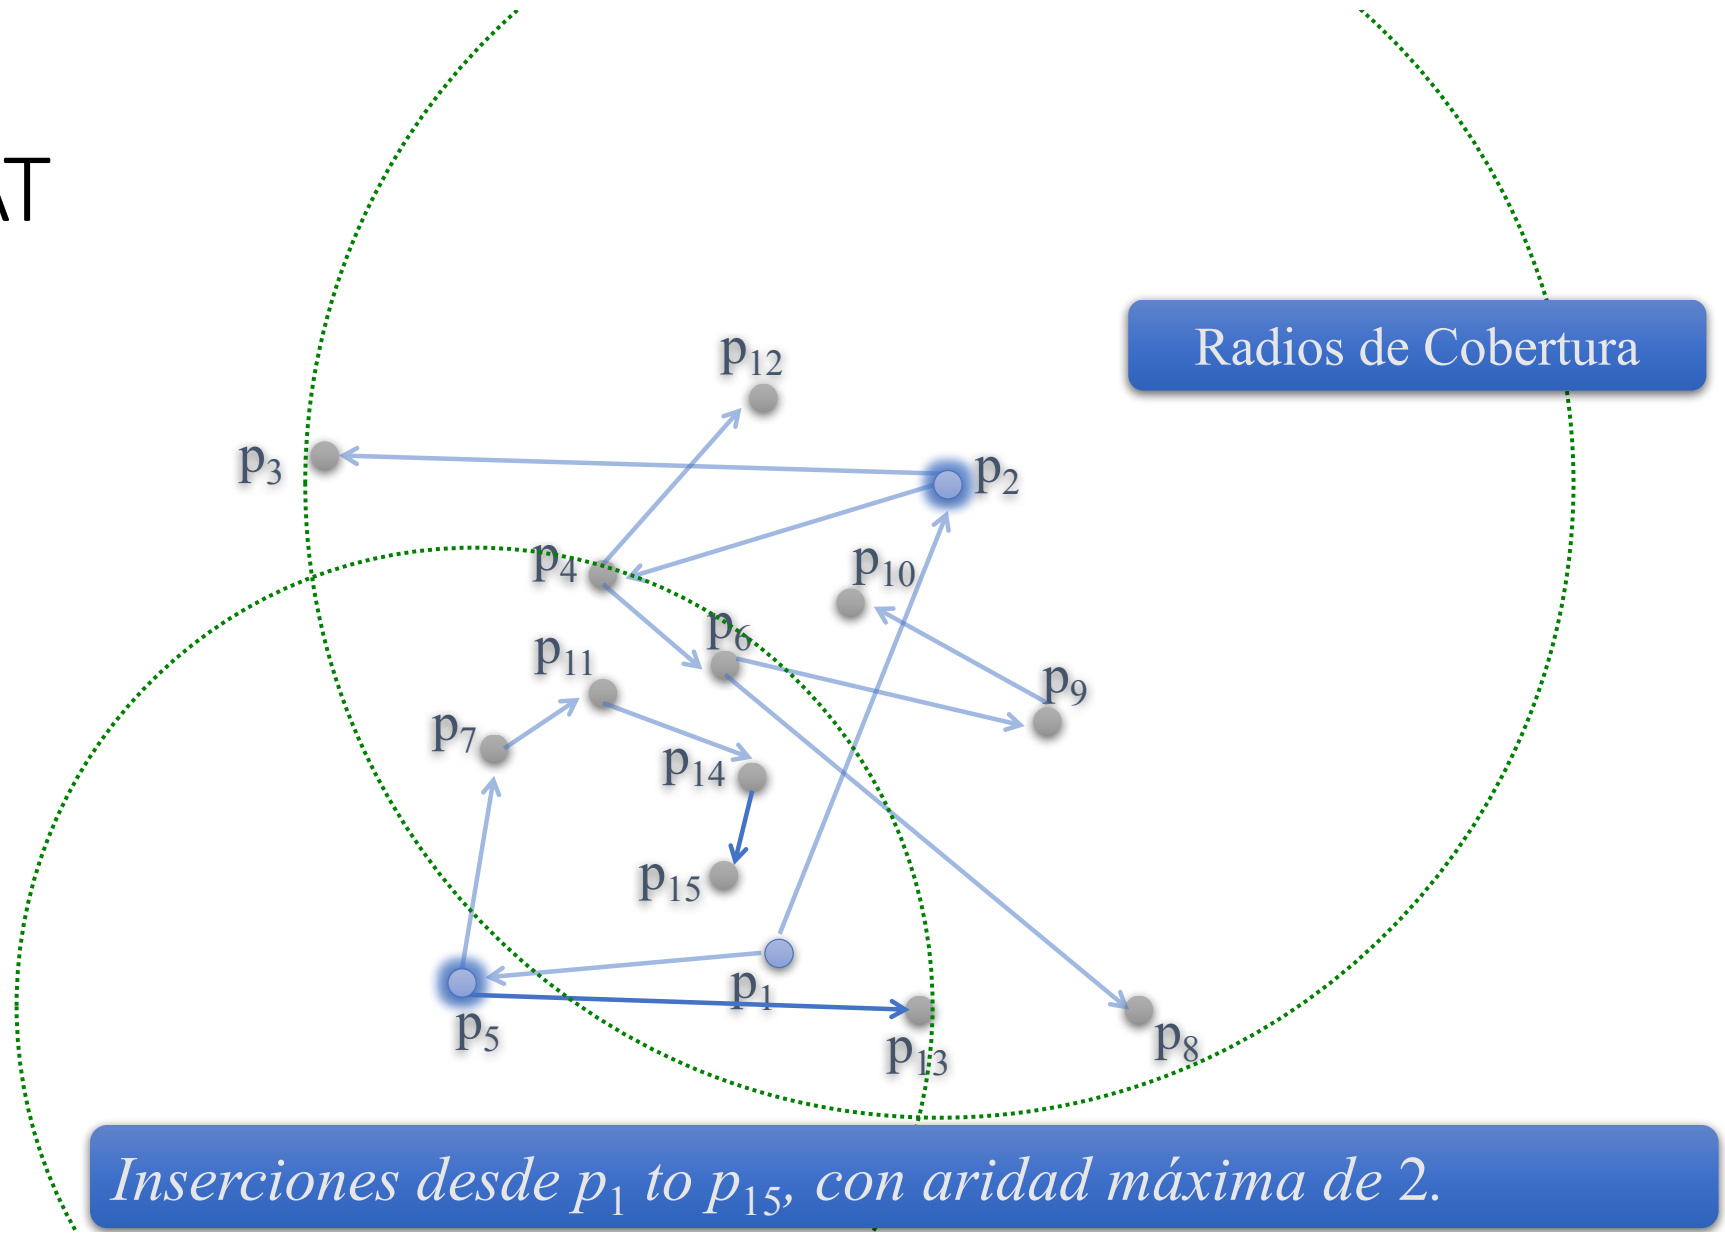 AT
Radios de Cobertura
p12
p3
p2
p4
p10
p6
p11
p9
p7
p14
p15
p1
p5
p13
p8
Inserciones desde p1 to p15, con aridad máxima de 2.